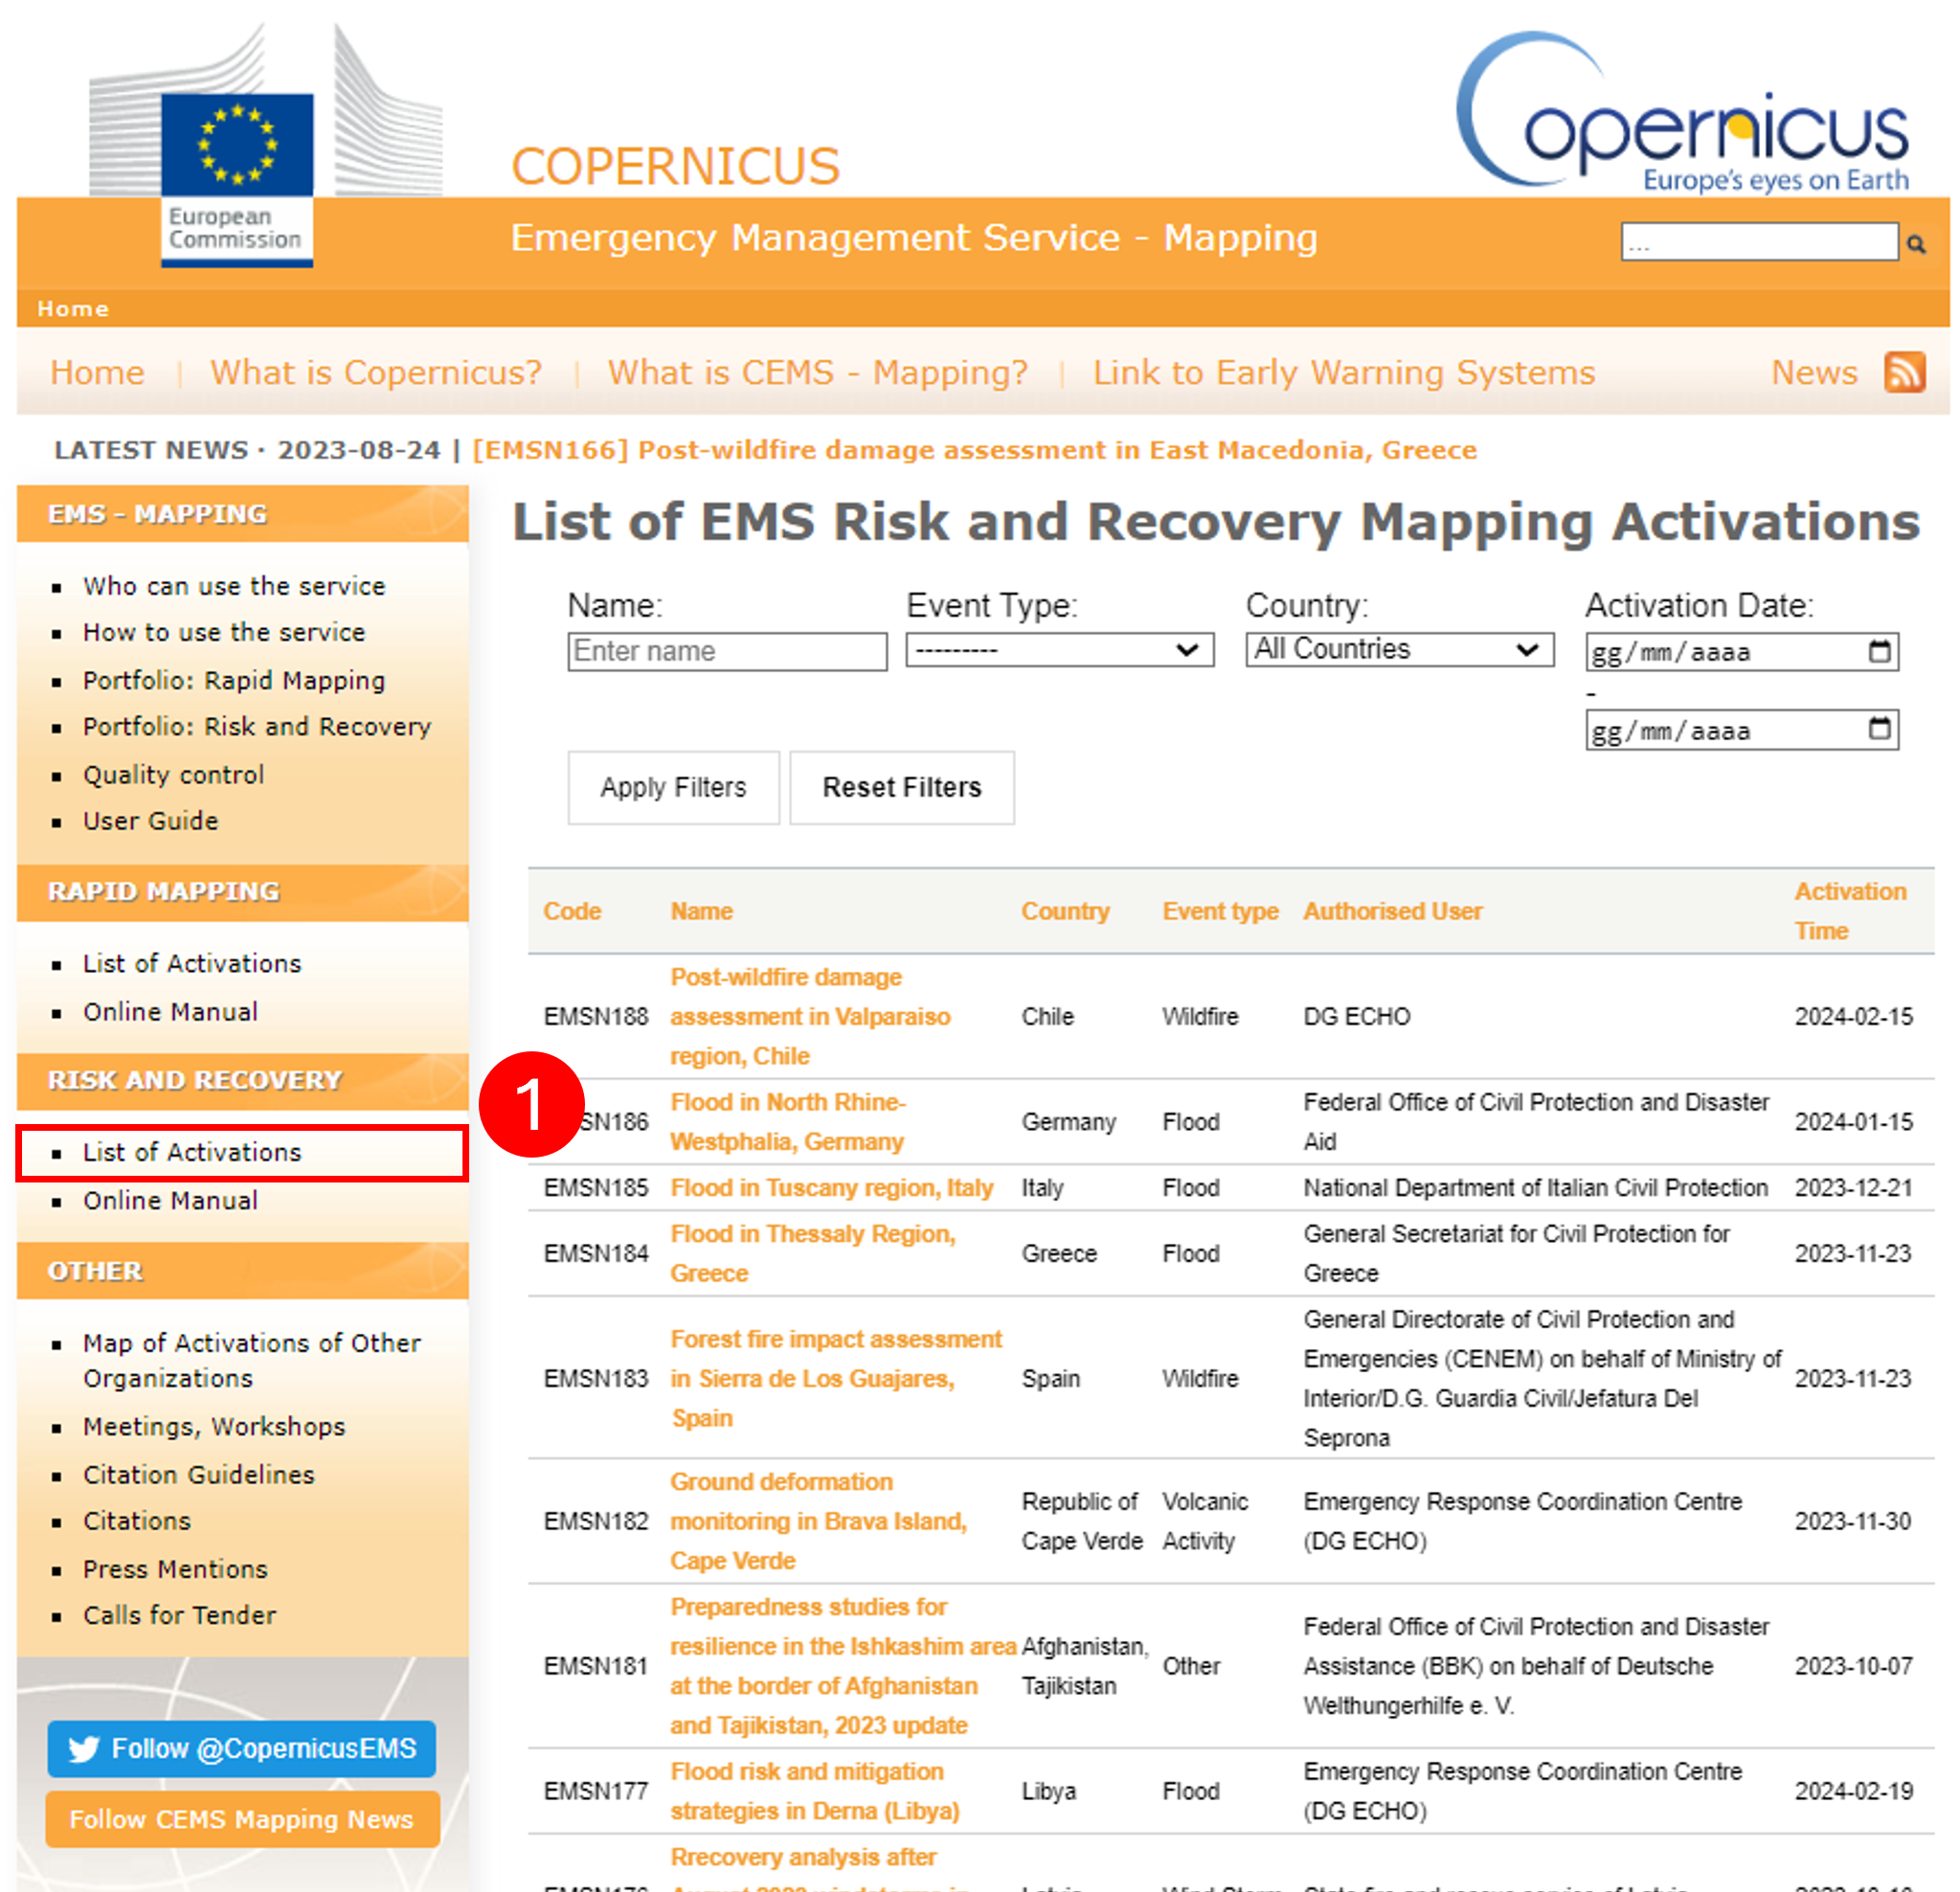 COPERNICUS
opernicus
Europe's eyes on Earth
European
Commission
Emergency Management Service - Mapping
...
Home
Home | What is Copernicus? | What is CEMS - Mapping? | Link to Early Warning Systems
News
LATEST NEWS · 2023-08-24 | [EMSN166] Post-wildfire damage assessment in East Macedonia, Greece
EMS - MAPPING
Who can use the service
How to use the service
Portfolio: Rapid Mapping
Portfolio: Risk and Recovery
Quality control
User Guide
RAPID MAPPING
List of Activations
Online Manual
RISK AND RECOVERY
List of Activations
Online Manual
OTHER
Map of Activations of Other
Organizations
Meetings, Workshops
Citation Guidelines
Citations
Press Mentions
Calls for Tender
Follow @CopernicusEMS
Follow CEMS Mapping News
1
List of EMS Risk and Recovery Mapping Activations
Name: Event Type: Country: Activation Date:
Enter name --------- All Countries gg/mm/aaaa
-
gg/mm/aaaa
Apply Filters Reset Filters
Code Name Country Event type Authorised User Activation
Time
Post-wildfire damage
EMSN188 assessment in Valparaiso Chile Wildfire DG ECHO 2024-02-15
region, Chile
Flood in North Rhine- Federal Office of Civil Protection and Disaster
SN186 Germany Flood 2024-01-15
Westphalia, Germany Aid
EMSN185 Flood in Tuscany region, Italy Italy Flood National Department of Italian Civil Protection 2023-12-21
Flood in Thessaly Region, General Secretariat for Civil Protection for
EMSN184 Greece Flood 2023-11-23
Greece Greece
General Directorate of Civil Protection and
Forest fire impact assessment Emergencies (CENEM) on behalf of Ministry of
EMSN183 in Sierra de Los Guajares, Spain Wildfire 2023-11-23
Interior/D.G. Guardia Civil/Jefatura Del
Spain Seprona
Ground deformation Republic of Volcanic Emergency Response Coordination Centre
EMSN182 monitoring in Brava Island, 2023-11-30
Cape Verde Cape Verde Activity (DG ECHO)
Preparedness studies for Federal Office of Civil Protection and Disaster
resilience in the Ishkashim area Afghanistan,
EMSN181 Other Assistance (BBK) on behalf of Deutsche 2023-10-07
at the border of Afghanistan Tajikistan
and Tajikistan, 2023 update Welthungerhilfe e. V.
Flood risk and mitigation Emergency Response Coordination Centre
EMSN177 Libya Flood 2024-02-19
strategies in Derna (Libya) (DG ECHO)
Rrecovery analysis after